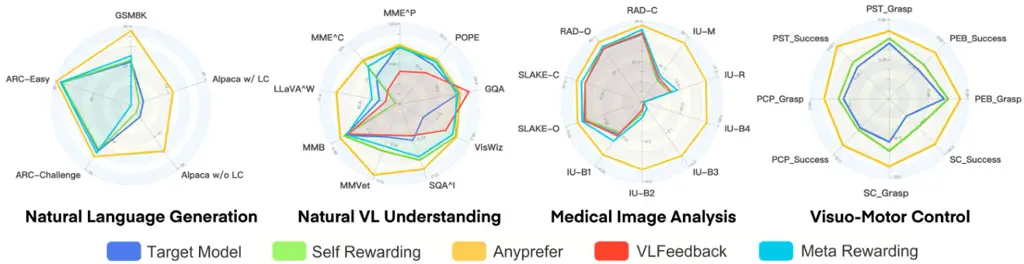 GSM8K
Alpaca w/ LC
Alpaca w/o LC
ARC-Challenge
ARC-Easy
Natural Language Generation
MME^P
POPE
GQA
VisWiz
SQA^I
MMVet
MMB
LLaVA^W
MME^C
Natural VL Understanding
RAD-C
IU-M
IU-R
IU-B4
IU-B3
IU-B2
IU-B1
SLAKE-O
SLAKE-C
RAD-O
Medical Image Analysis
PST_Grasp
PEB_Success
PEB_Grasp
SC_Success
SC_Grasp
PCP_Success
PCP_Grasp
PST_Success
Visuo-Motor Control
Target Model
Self Rewarding
Anyprefer
VLFeedback
Meta Rewarding